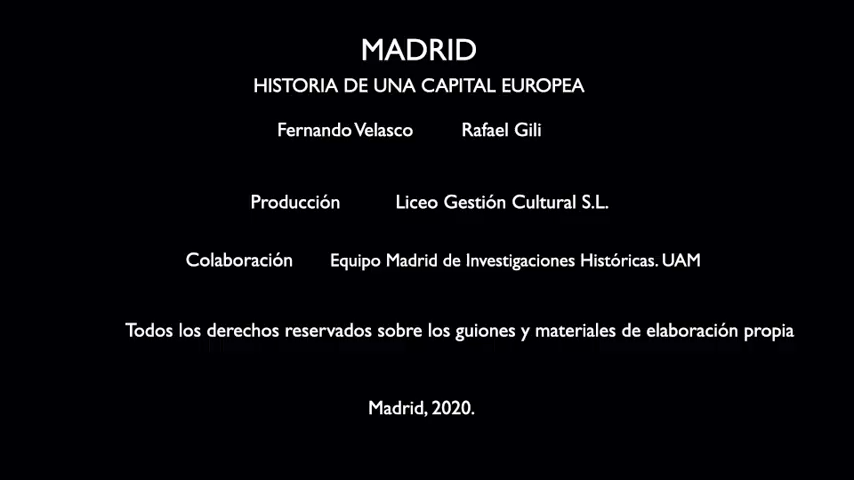 MADRID
HISTORIA DE UNA CAPITAL EUROPEA
Fernando Velasco Rafael Gili
Producción Liceo Gestión Cultural S.L.
Colaboración Equipo Madrid de Investigaciones Históricas. UAM
Todos los derechos reservados sobre los guiones y materiales de elaboración propia
Madrid, 2020.